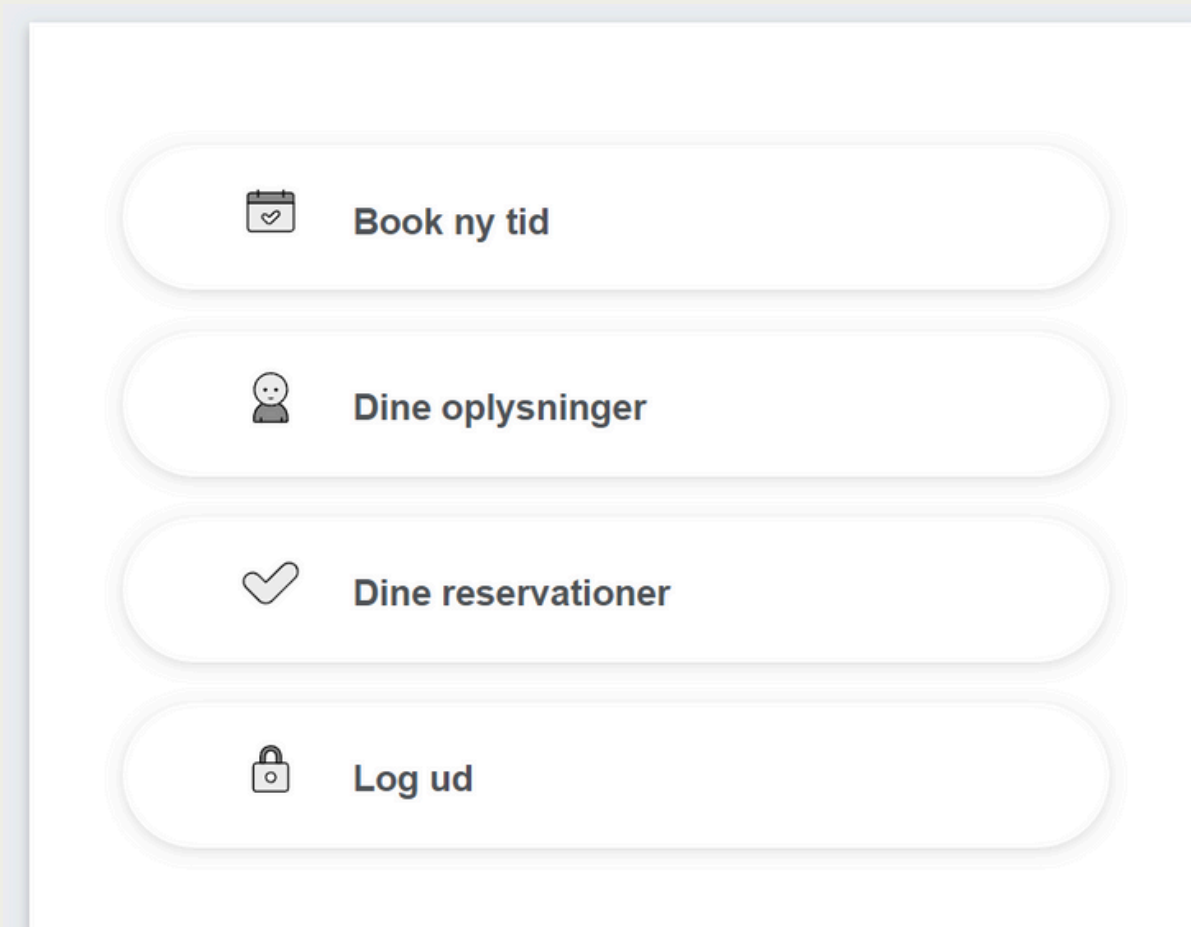 Book ny tid
Dine oplysninger
Dine reservationer
Log ud